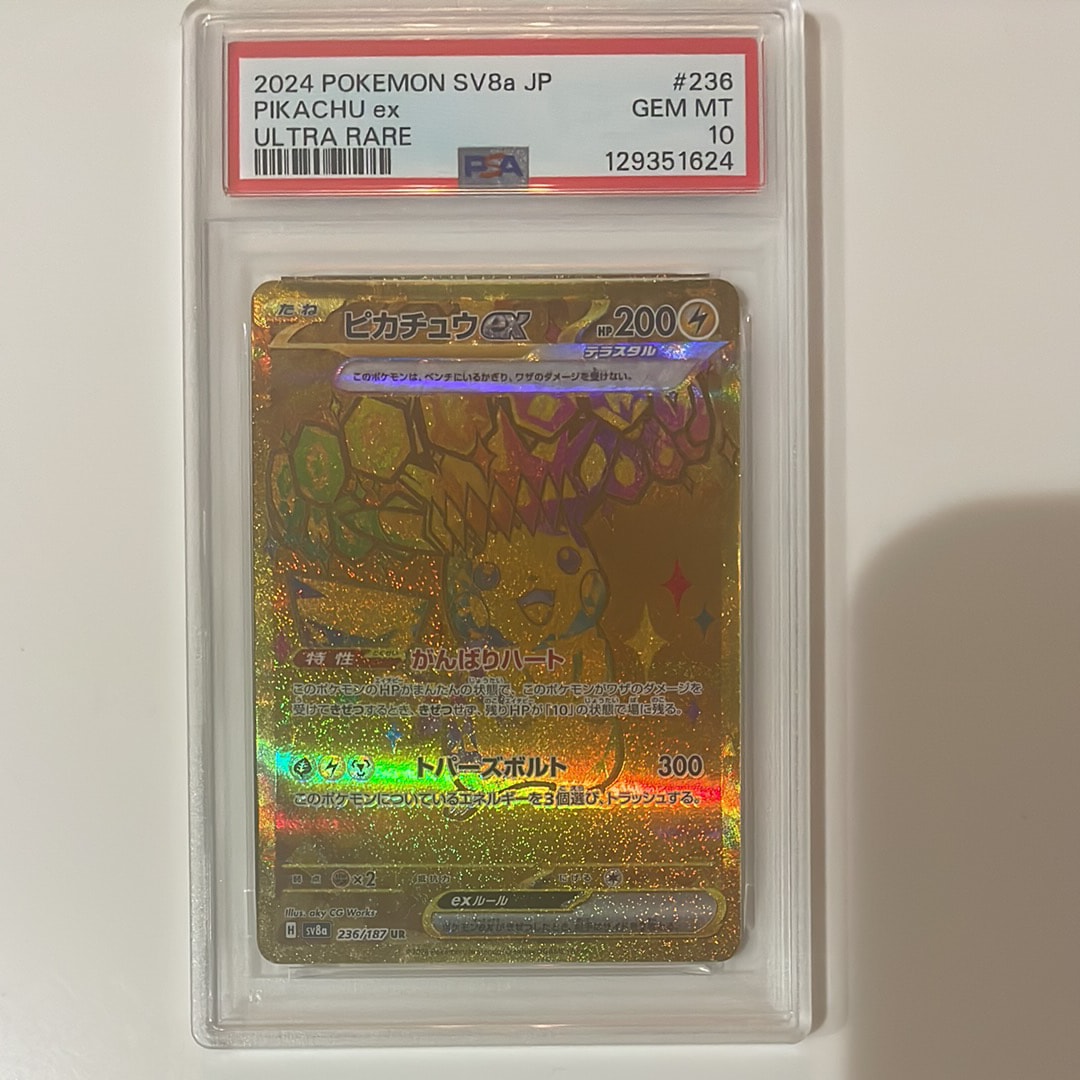 2024 POKEMON SV8a JP #236
PIKACHU ex GEM MT
ULTRA RARE 10
PSA 129351624
たね ピカチュウex HP200
テラスタル
このポケモンは、ベンチにいるかぎり、ワザのダメージを受けない。
特性 がんばりハート
このポケモンのHPがまんたんの状態で、このポケモンがワザのダメージを
受けてきぜつするとき、きぜつせず、残りHPが「10」の状態で場に残る。
トパーズボルト 300
このポケモンについているエネルギーを3個選び、トラッシュする。
弱点 ×2 抵抗力 にげる
exルール
Illus. aky CG Works
H sv8a 236/187 UR